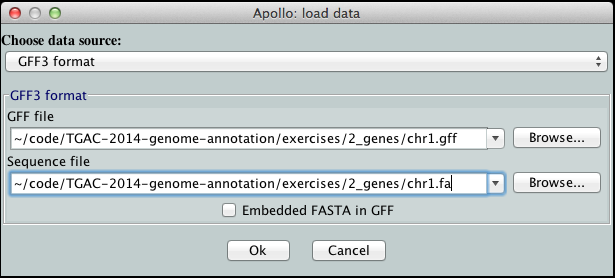 Apollo: load data
Choose data source:
GFF3 format
GFF3 format
GFF file
~/code/TGAC-2014-genome-annotation/exercises/2_genes/chr1.gff
Browse...
Sequence file
~/code/TGAC-2014-genome-annotation/exercises/2_genes/chr1.fa
Browse...
Embedded FASTA in GFF
Ok
Cancel